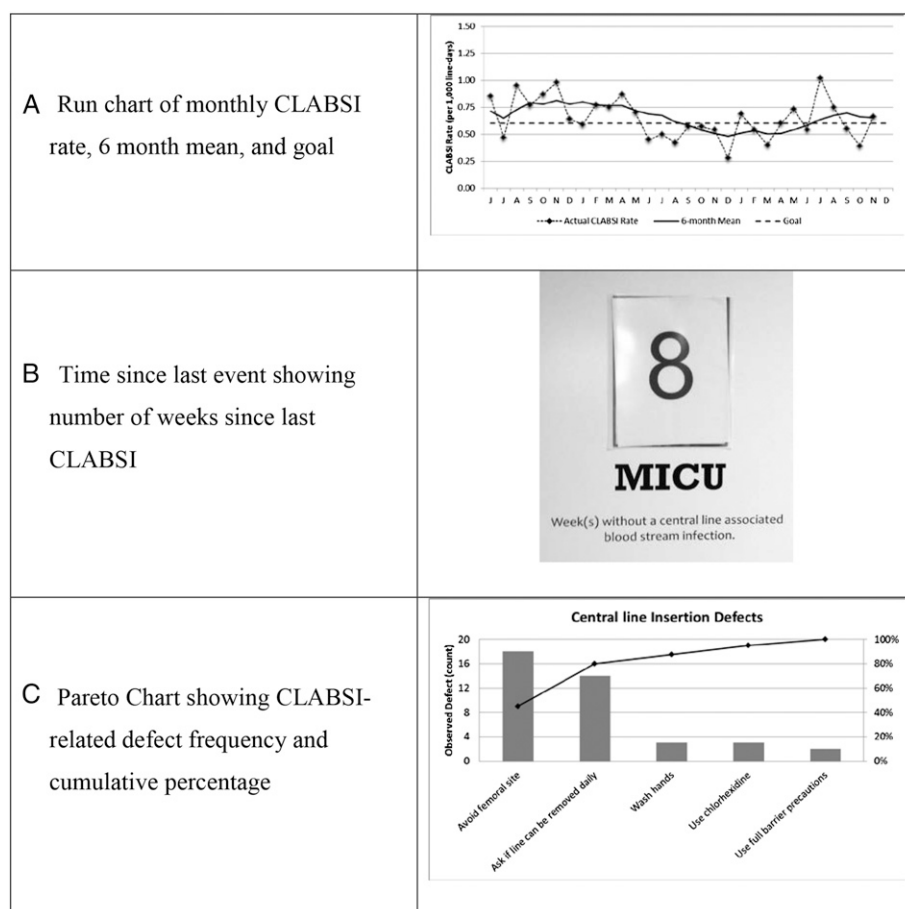 A Run chart of monthly CLABSI
rate, 6 month mean, and goal
CLABSI Rate (per 1,000 line-days)
1.50
1.25
1.00
0.75
0.50
0.25
0.00
J J A S O N D J F M A M J J A S O N D J F M A M J J A S O N D
Actual CLABSI Rate 6-month Mean Goal
B Time since last event showing
number of weeks since last
CLABSI
8
MICU
Week(s) without a central line associated
blood stream infection.
C Pareto Chart showing CLABSI-
related defect frequency and
cumulative percentage
Central line Insertion Defects
Observed Defect (count)
20 100%
16 80%
12 60%
8 40%
4 20%
0 0%
Avoid femoral site
Ask if line can be removed daily
Wash hands
Use chlorhexidine
Use full barrier precautions